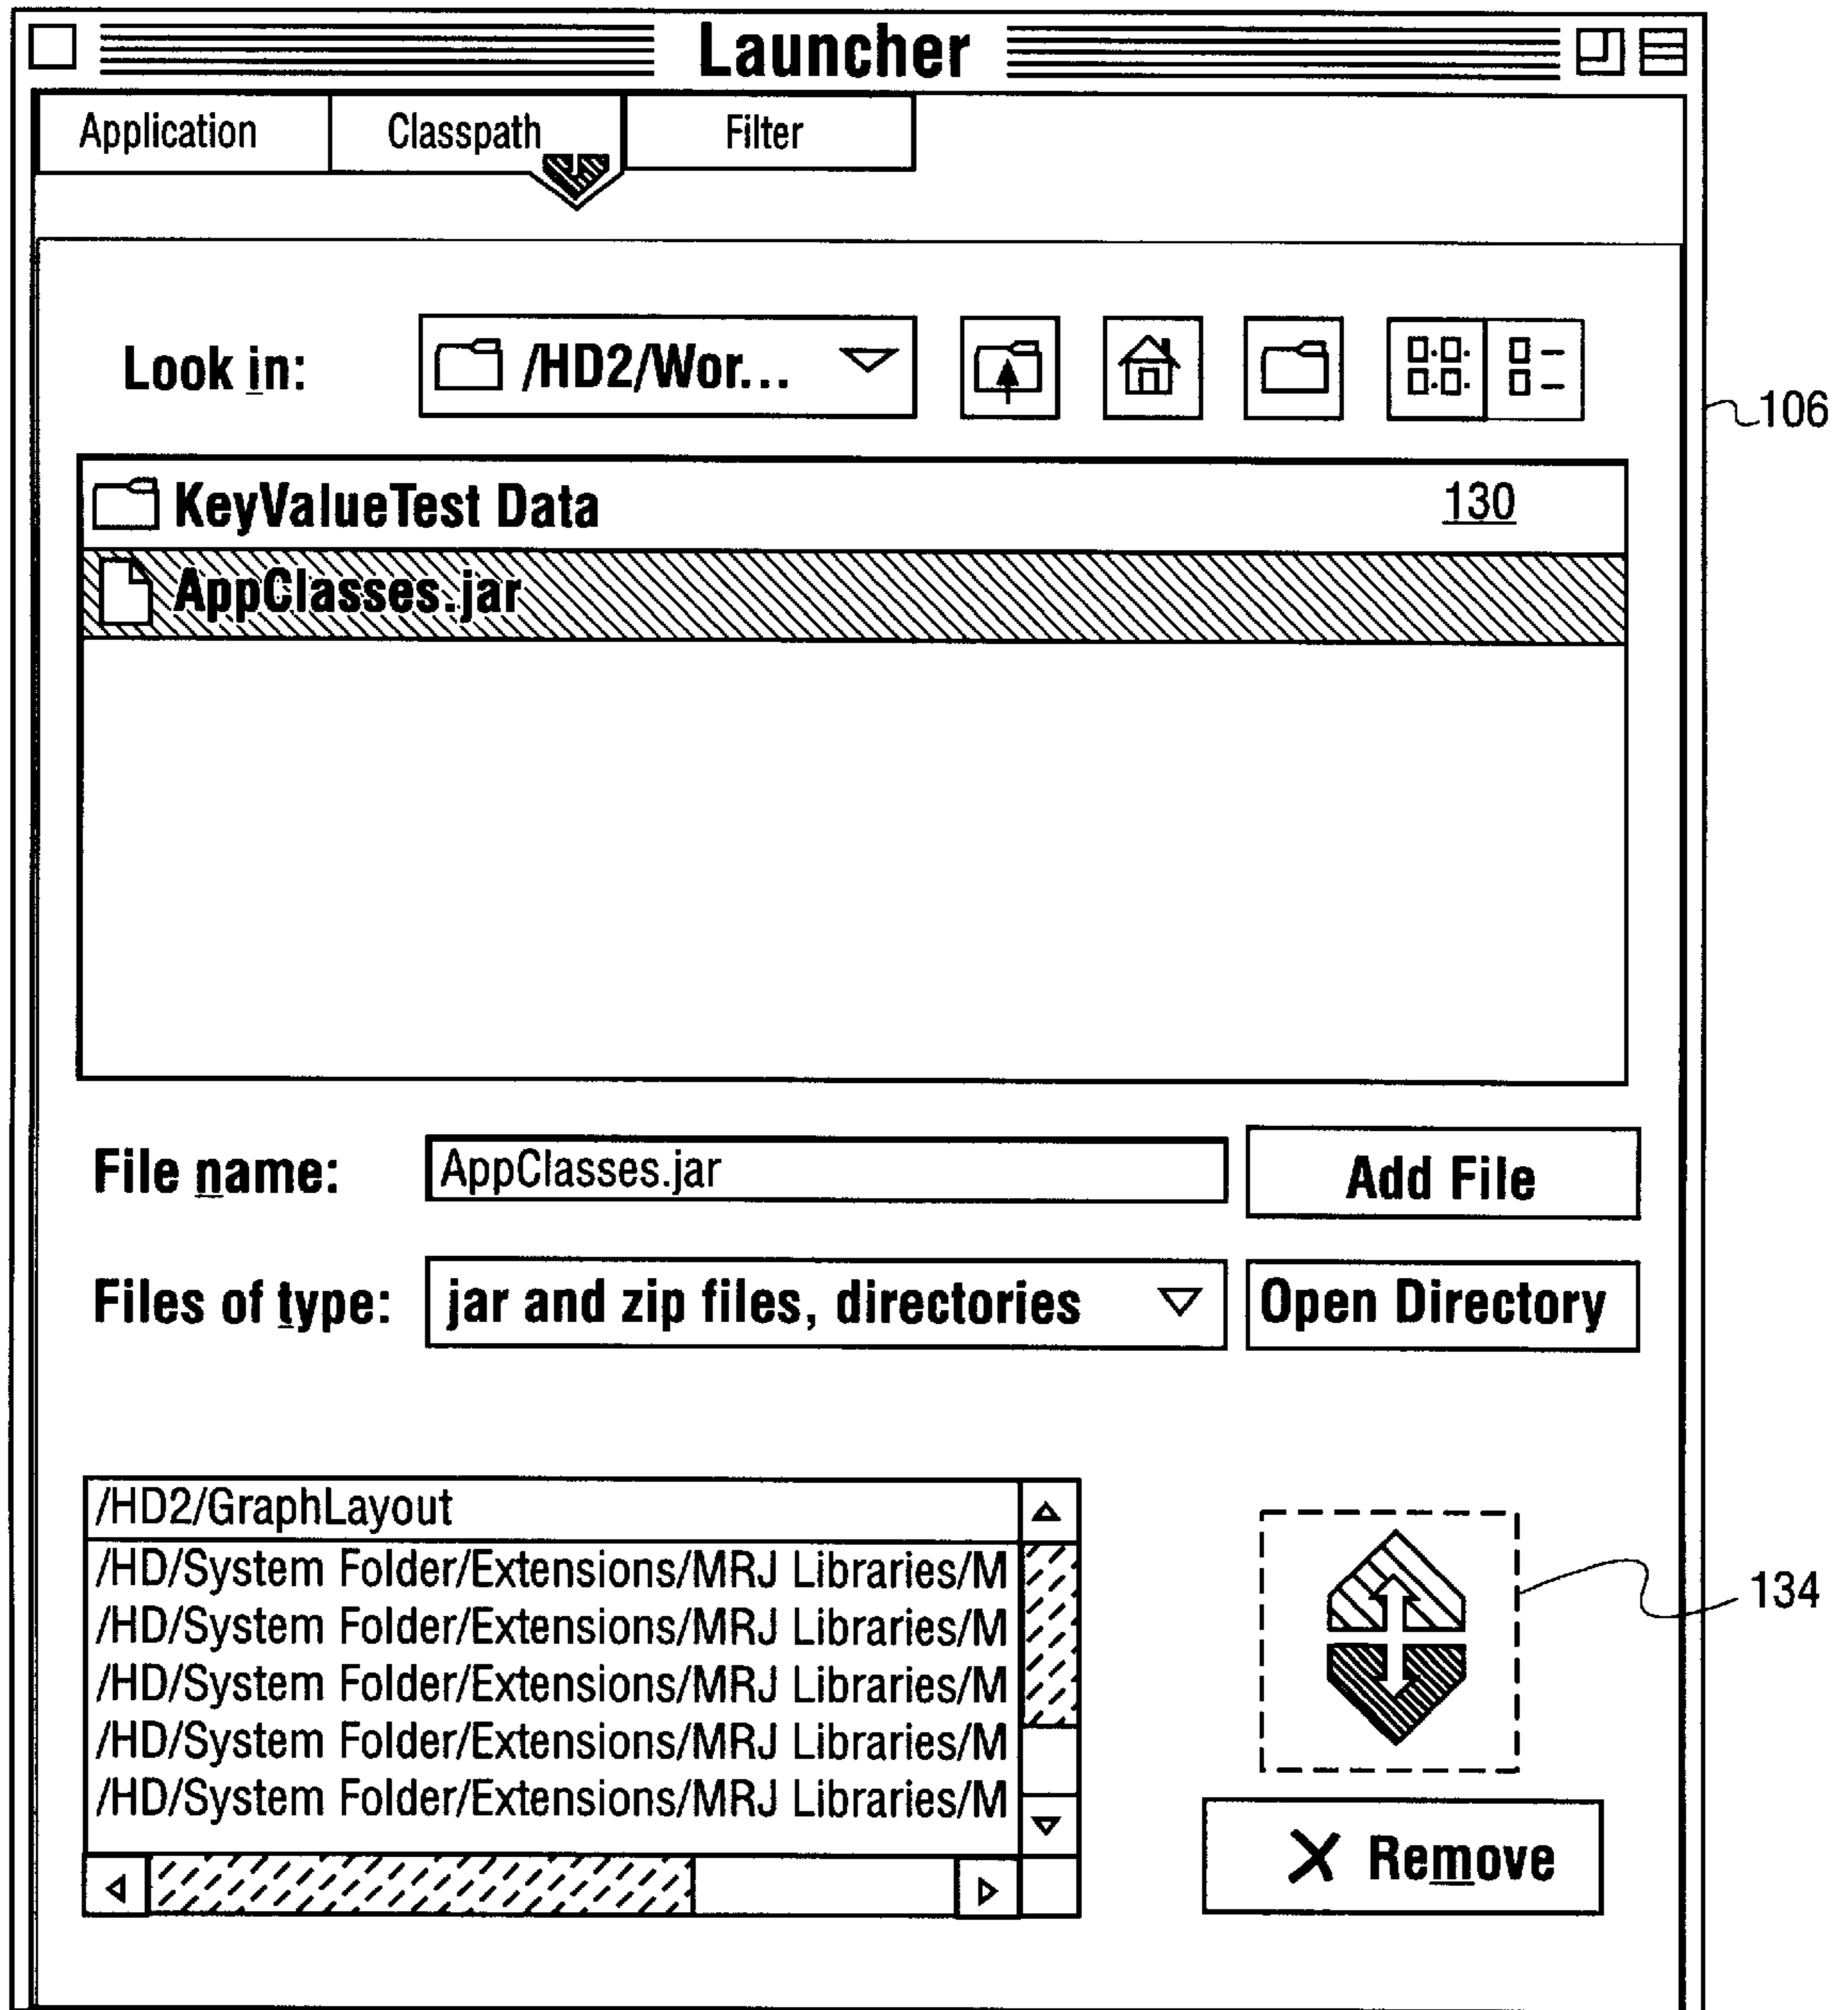 Launcher
Application Classpath Filter
Look in: /HD2/Wor...
106
KeyValueTest Data 130
AppClasses.jar
File name: AppClasses.jar Add File
Files of type: jar and zip files, directories Open Directory
/HD2/GraphLayout
/HD/System Folder/Extensions/MRJ Libraries/M
/HD/System Folder/Extensions/MRJ Libraries/M
/HD/System Folder/Extensions/MRJ Libraries/M
/HD/System Folder/Extensions/MRJ Libraries/M
/HD/System Folder/Extensions/MRJ Libraries/M
134
X Remove